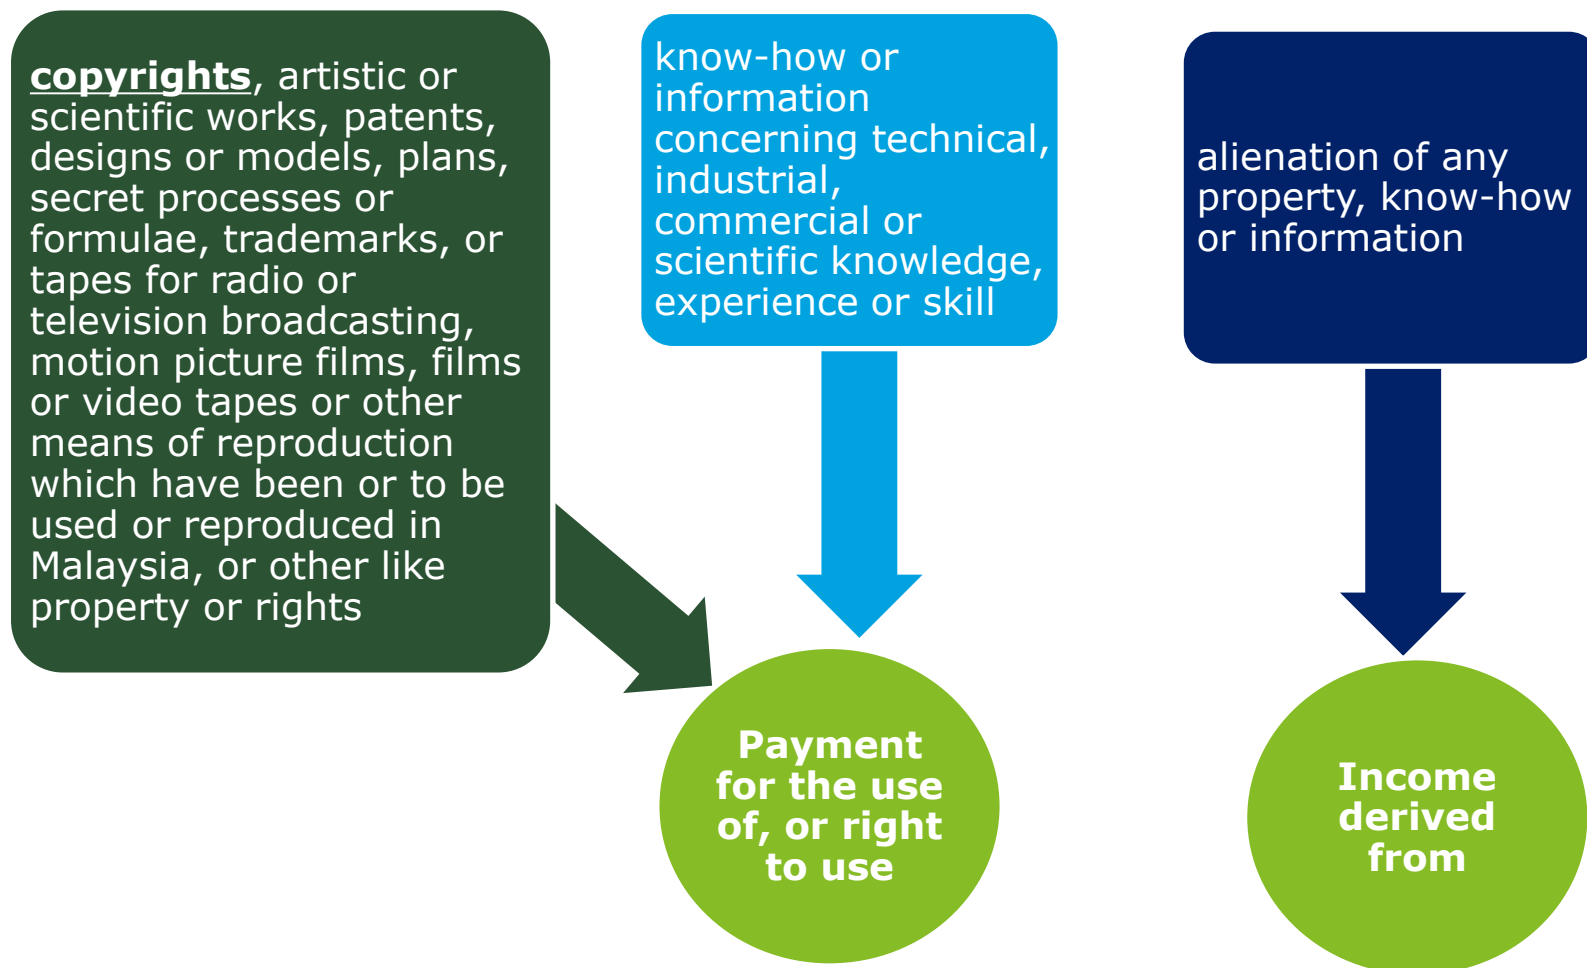 copyrights, artistic or
scientific works, patents,
designs or models, plans,
secret processes or
formulae, trademarks, or
tapes for radio or
television broadcasting,
motion picture films, films
or video tapes or other
means of reproduction
which have been or to be
used or reproduced in
Malaysia, or other like
property or rights
know-how or
information
concerning technical,
industrial,
commercial or
scientific knowledge,
experience or skill
alienation of any
property, know-how
or information
Payment
for the use
of, or right
to use
Income
derived
from